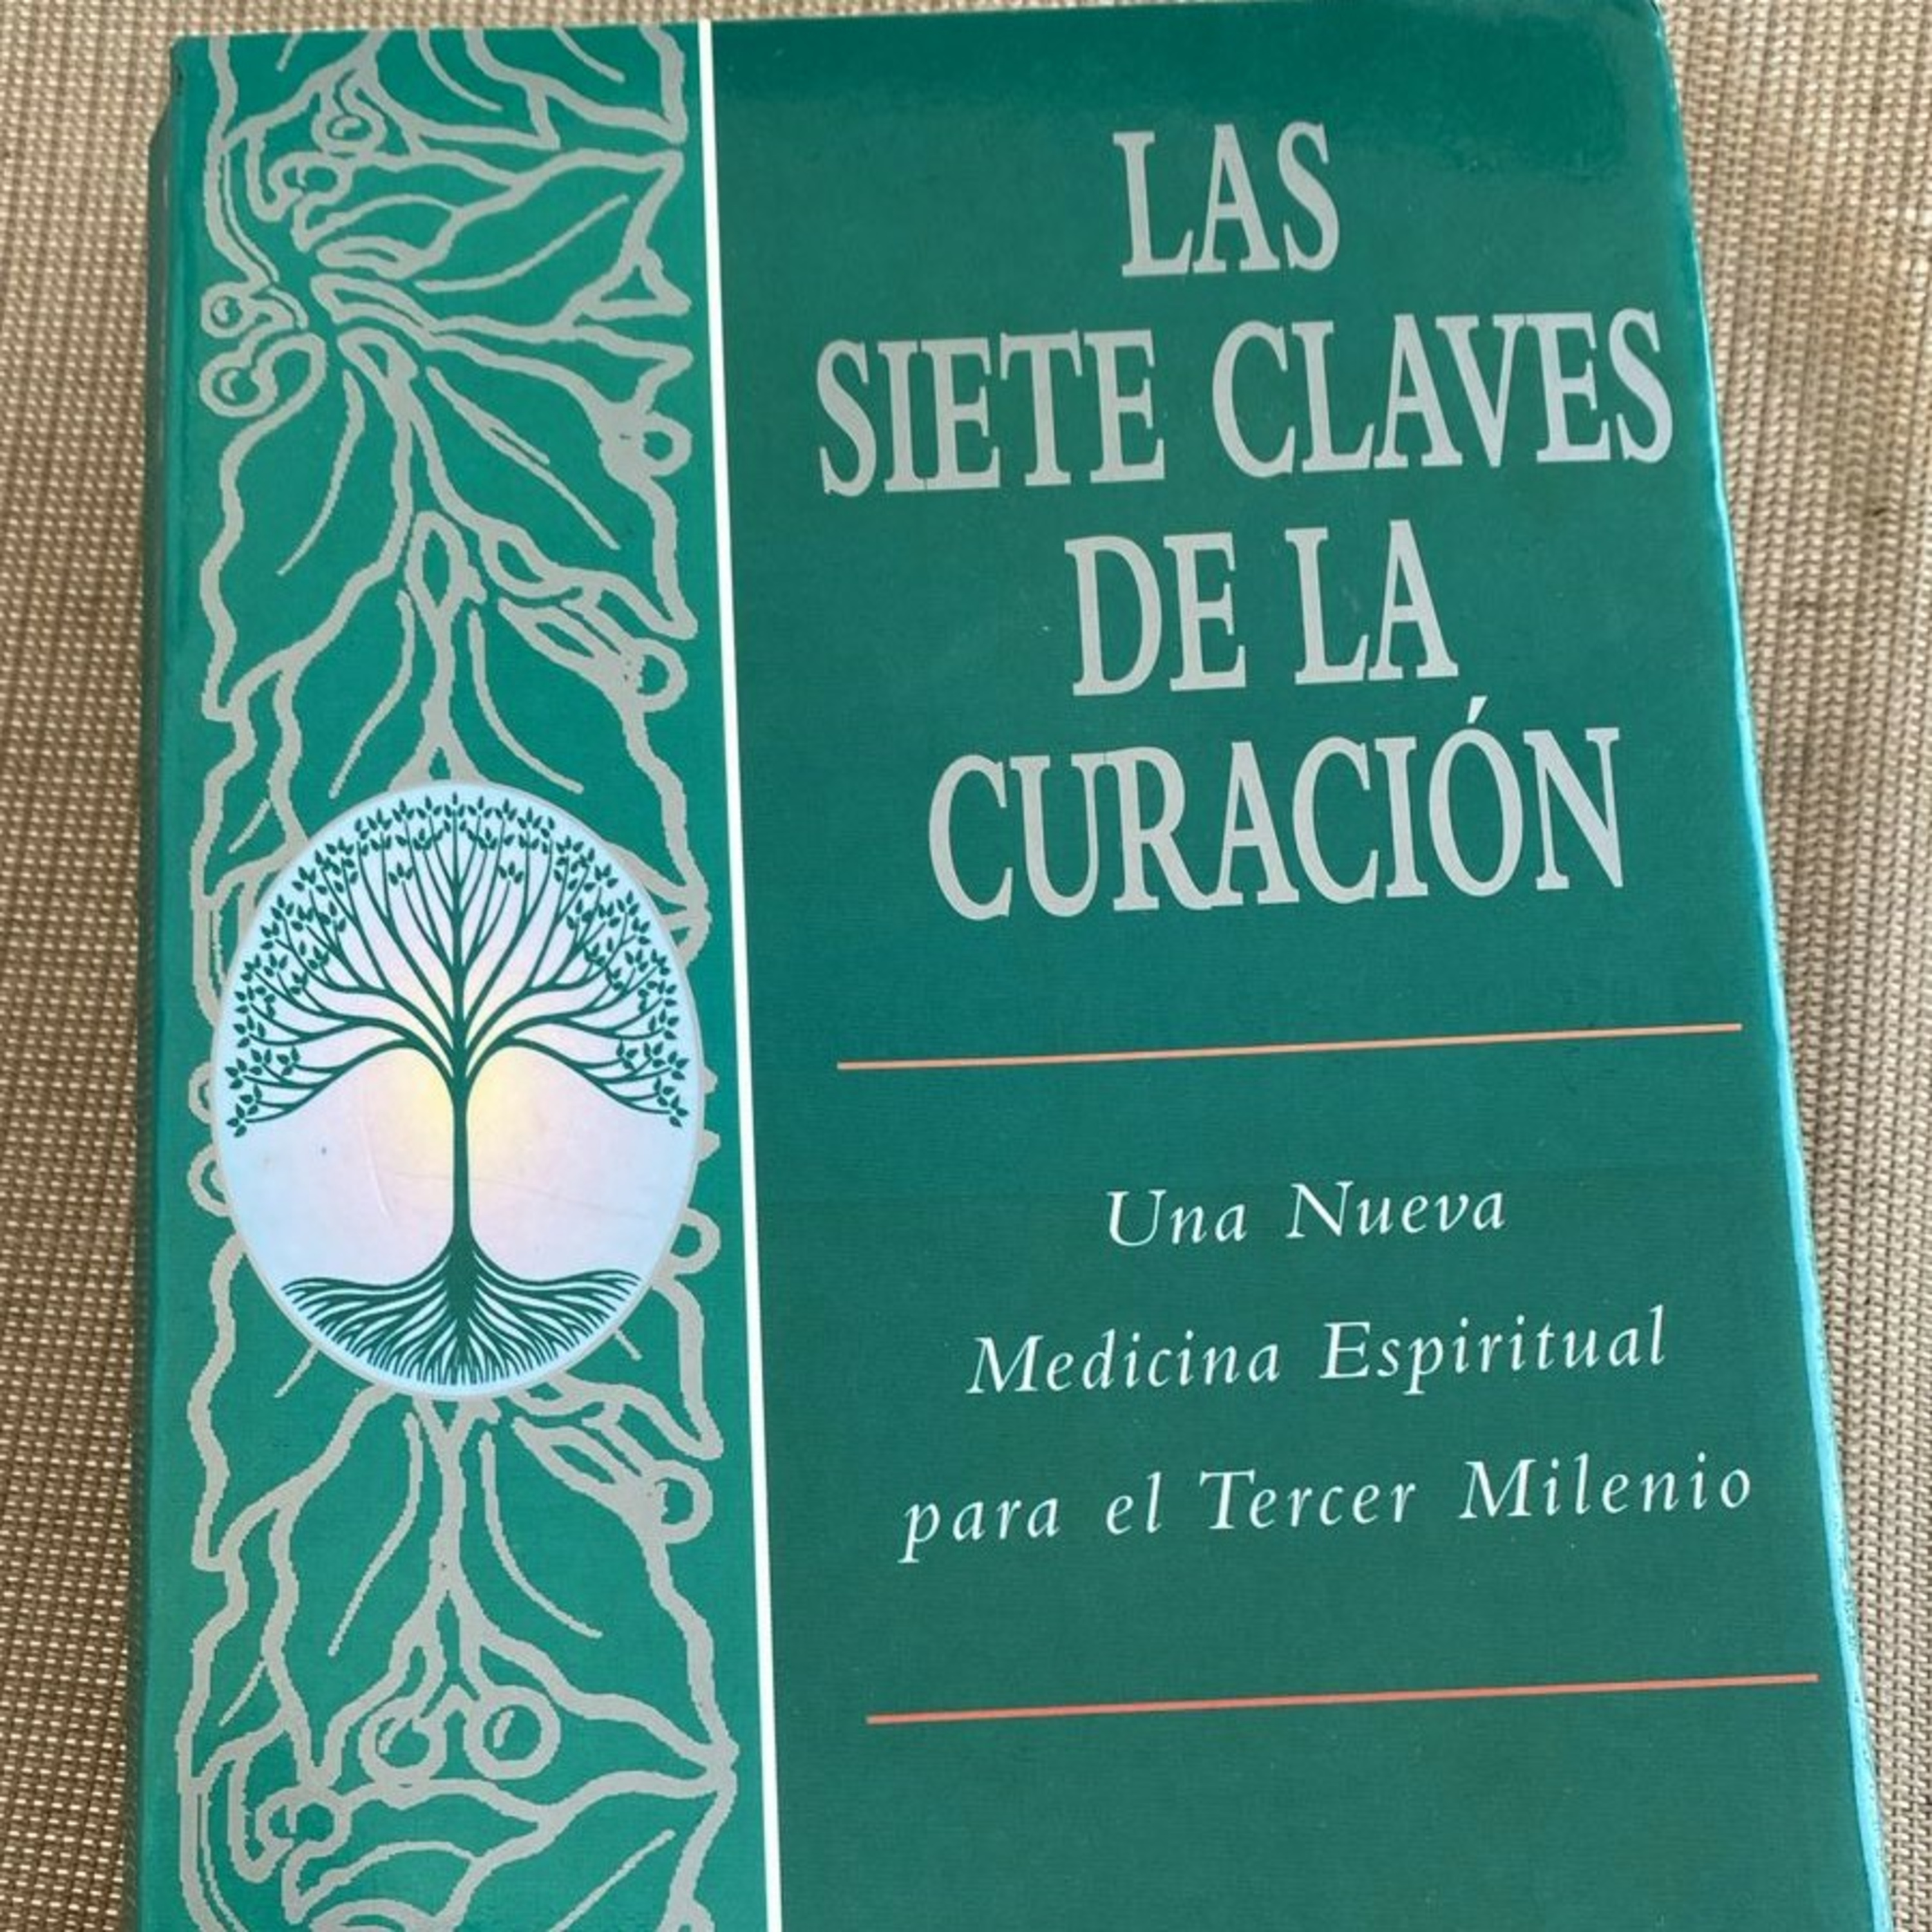 LAS
SIETE CLAVES
DE LA
CURACIÓN
Una Nueva
Medicina Espiritual
para el Tercer Milenio